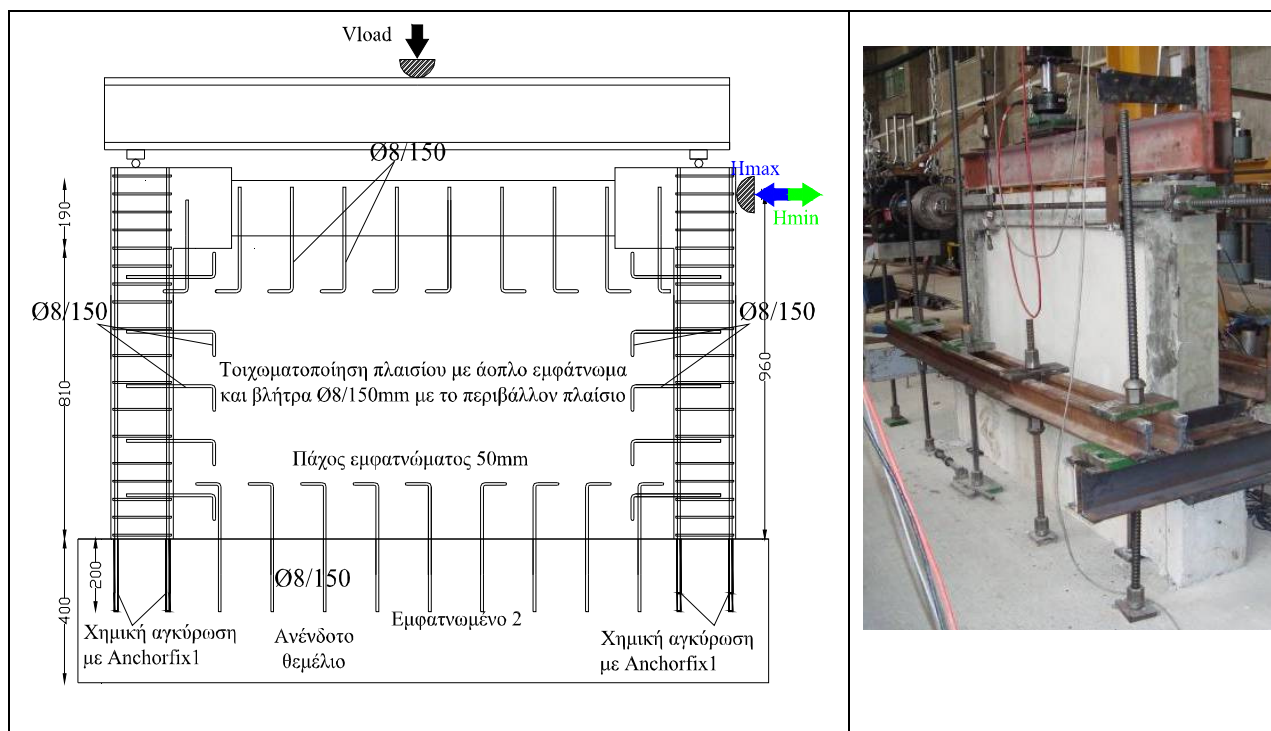 Vload
Ø8/150
Hmax
Hmin
190
Ø8/150
Ø8/150
Τοιχωματοποίηση πλαισίου με άοπλο εμφάτνωμα
και βλήτρα Ø8/150mm με το περιβάλλον πλαίσιο
810
960
Πάχος εμφατνώματος 50mm
Ø8/150
200
400
Εμφατνωμένο 2
Χημική αγκύρωση
με Anchorfix1
Ανένδοτο
θεμέλιο
Χημική αγκύρωση
με Anchorfix1